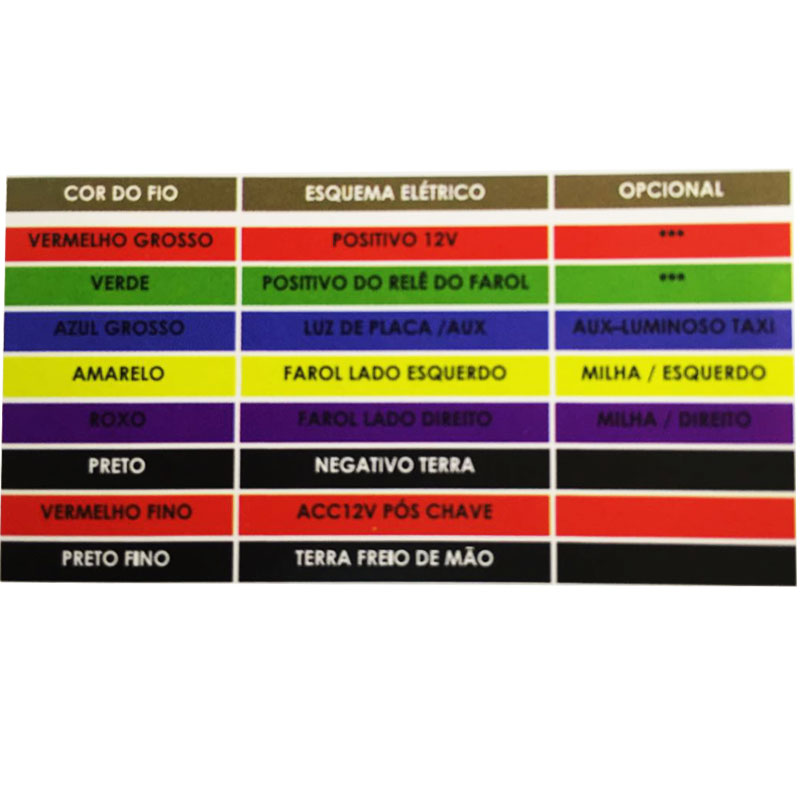 COR DO FIO ESQUEMA ELÉTRICO OPCIONAL
VERMELHO GROSSO POSITIVO 12V ***
VERDE POSITIVO DO RELÊ DO FAROL ***
AZUL GROSSO LUZ DE PLACA /AUX AUX-LUMINOSO TAXI
AMARELO FAROL LADO ESQUERDO MILHA / ESQUERDO
ROXO FAROL LADO DIREITO MILHA / DIREITO
PRETO NEGATIVO TERRA
VERMELHO FINO ACC12V PÓS CHAVE
PRETO FINO TERRA FREIO DE MÃO